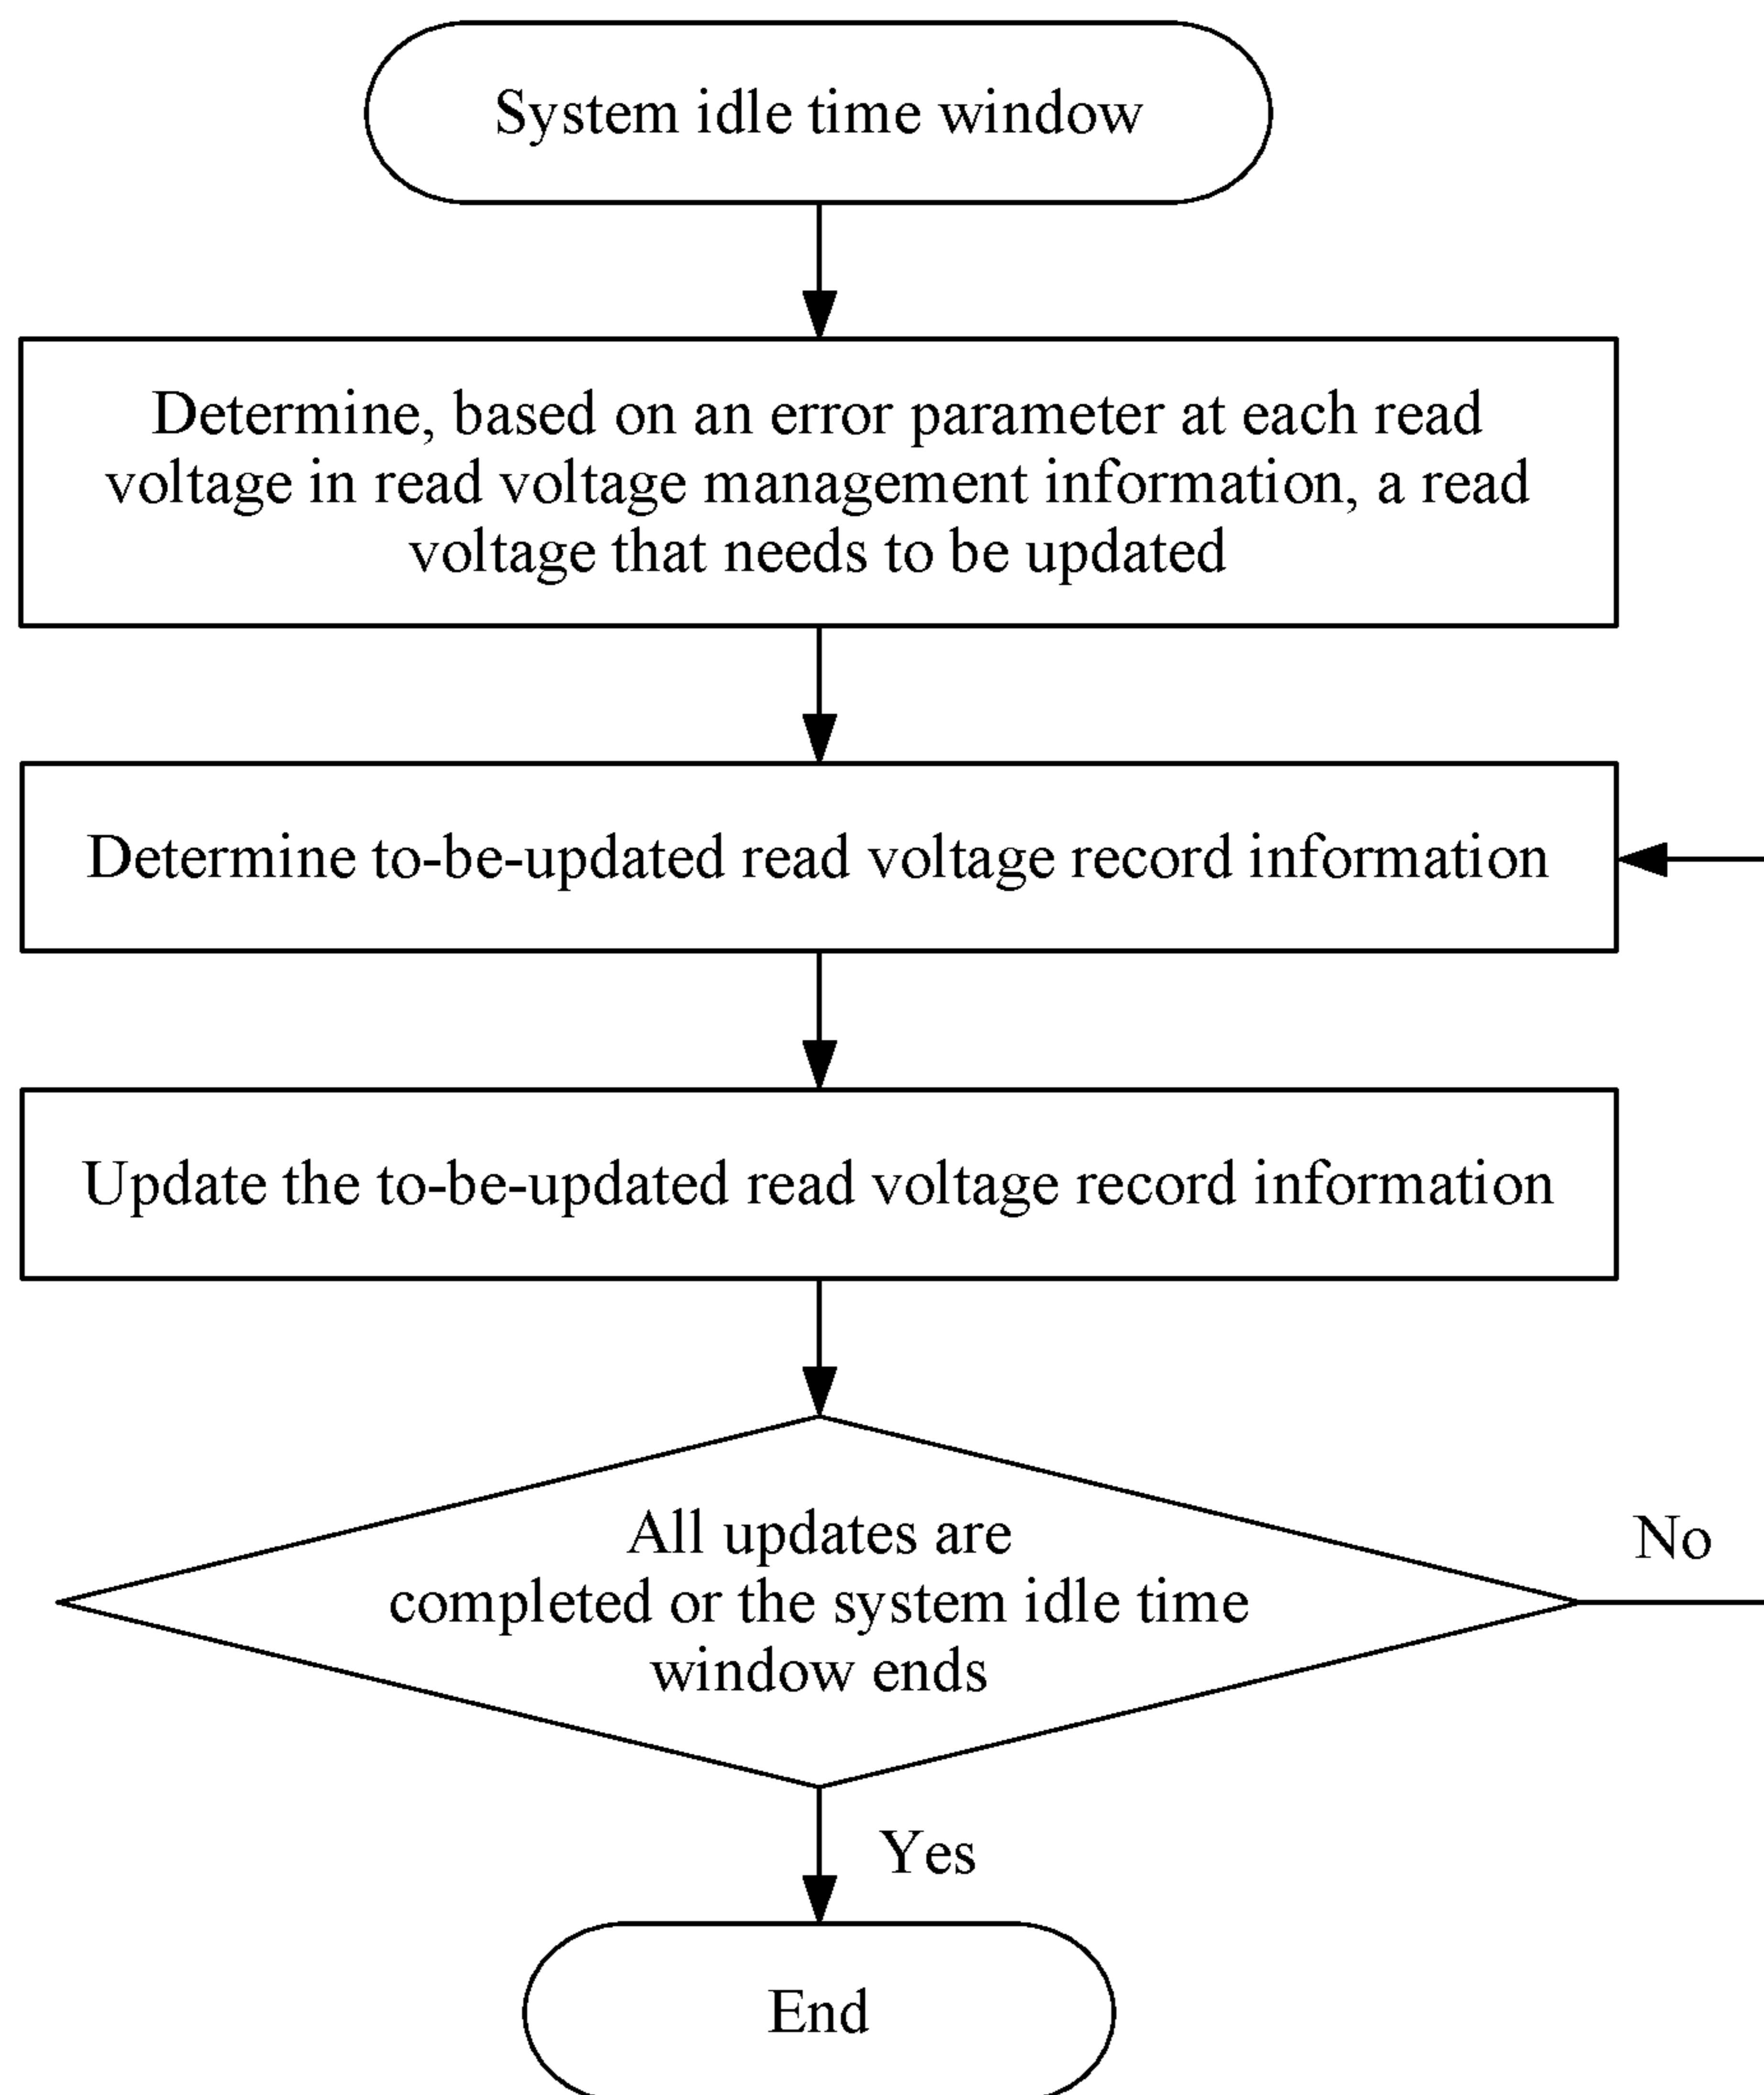 System idle time window
Determine, based on an error parameter at each read
voltage in read voltage management information, a read
voltage that needs to be updated
Determine to-be-updated read voltage record information
Update the to-be-updated read voltage record information
All updates are
completed or the system idle time
window ends
No
Yes
End